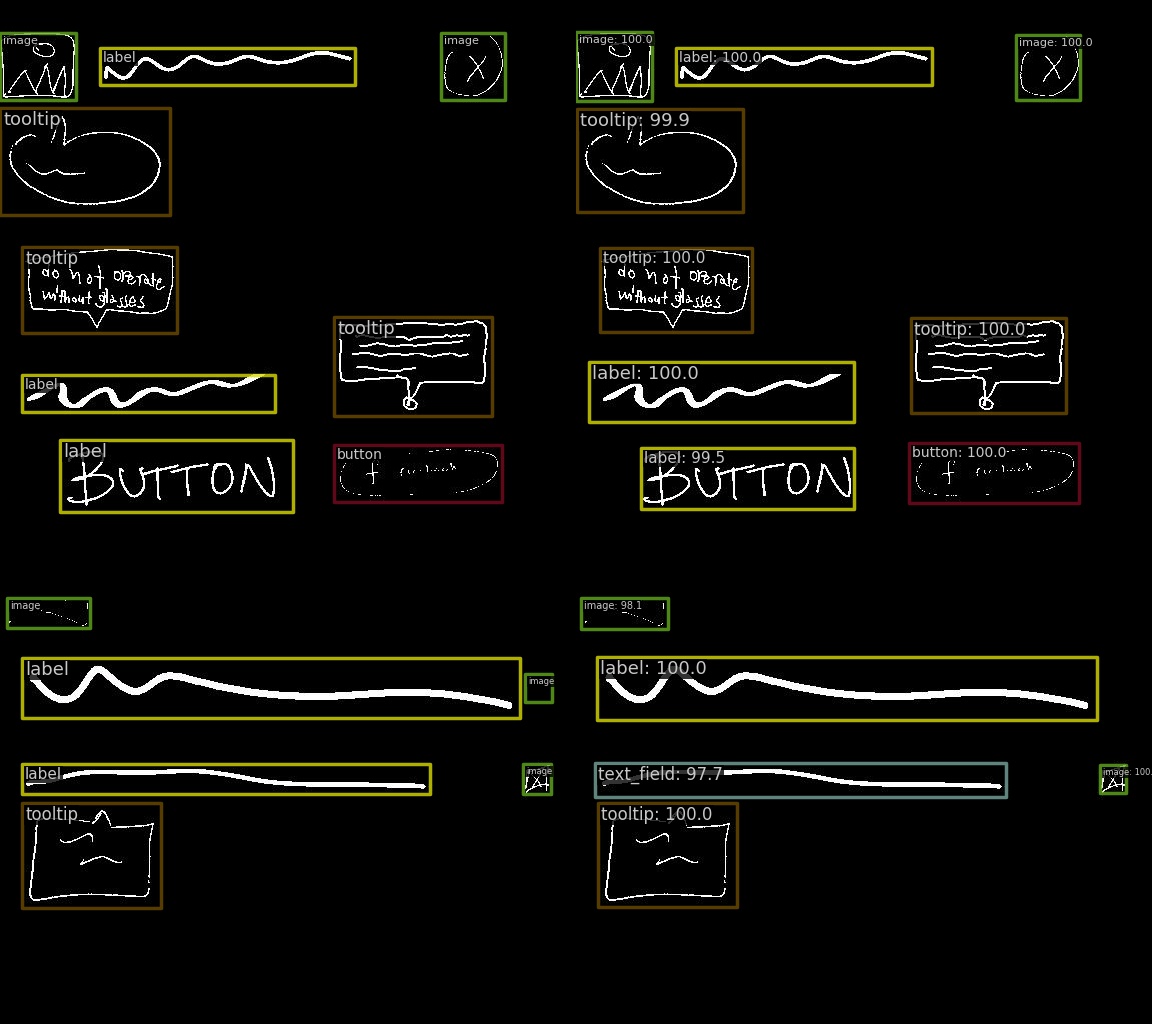 image
label
image
image: 100.0
label: 100.0
image: 100.0
tooltip
tooltip: 99.9
tooltip
do not operate
without glasses
tooltip: 100.0
do not operate
without glasses
tooltip
tooltip: 100.0
label
label: 100.0
label
BUTTON
button
f
label: 99.5
BUTTON
button: 100.0
f
image
image: 98.1
label
image
label: 100.0
label
image
text_field: 97.7
image: 100.
tooltip
tooltip: 100.0